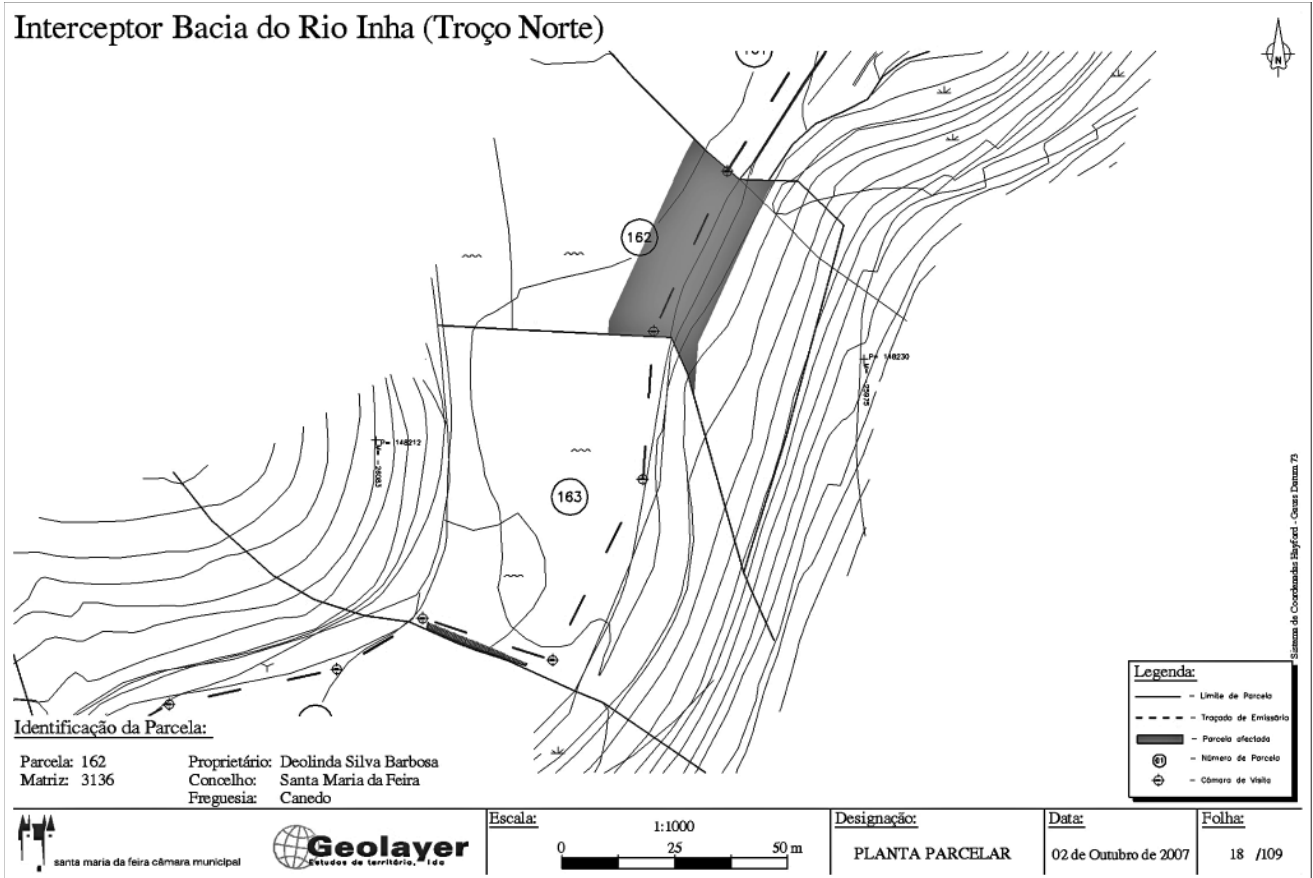 Interceptor Bacia do Rio Inha (Troço Norte)
N
161
162
P= 148230
P= 148212
163
Sistema de Coordenadas Hayford - Gauss Datum 73
Legenda:
- Limite de Parcela
- Traçado de Emissário
- Parcela afectada
61 - Número de Parcela
- Câmara de Visita
Identificação da Parcela:
Parcela: 162 Proprietário: Deolinda Silva Barbosa
Matriz: 3136 Concelho: Santa Maria da Feira
Freguesia: Canedo
santa maria da feira câmara municipal
Geolayer
Estudos de território, lda
Escala:
1:1000
0 25 50 m
Designação:
PLANTA PARCELAR
Data:
02 de Outubro de 2007
Folha:
18 /109